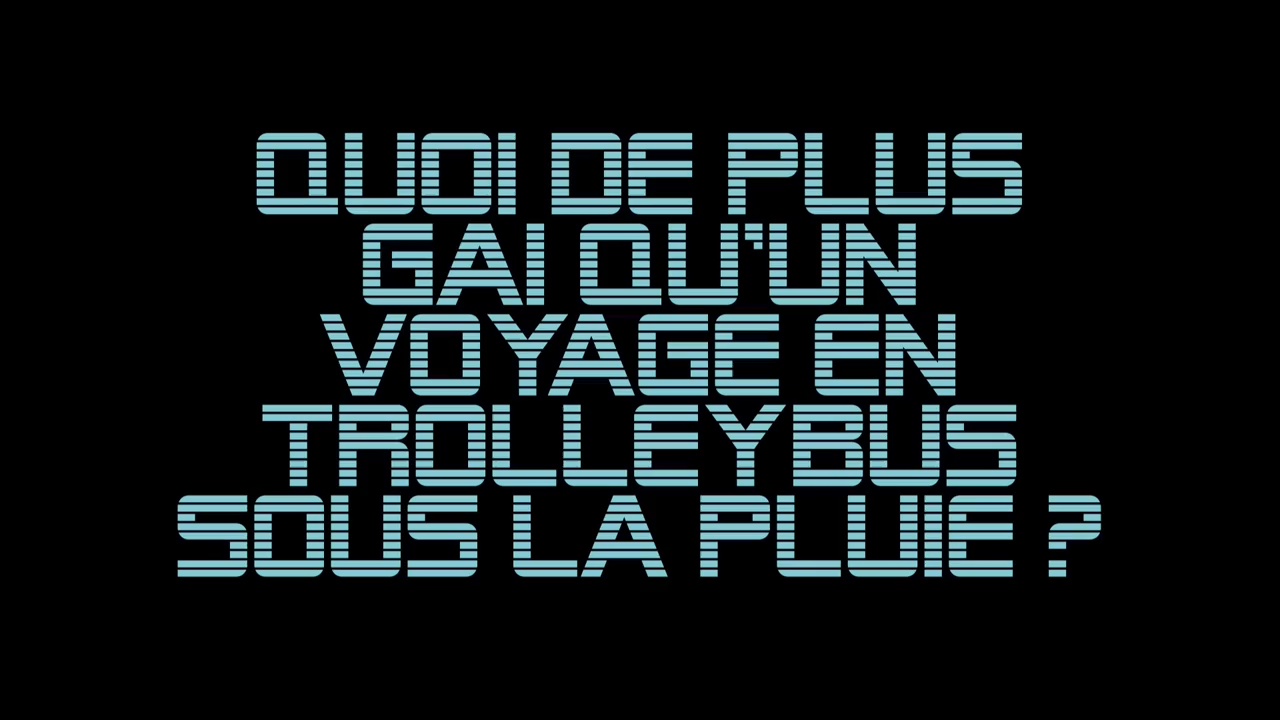 QUOI DE PLUS
GAI QU'UN
VOYAGE EN
TROLLEYBUS
SOUS LA PLUIE ?